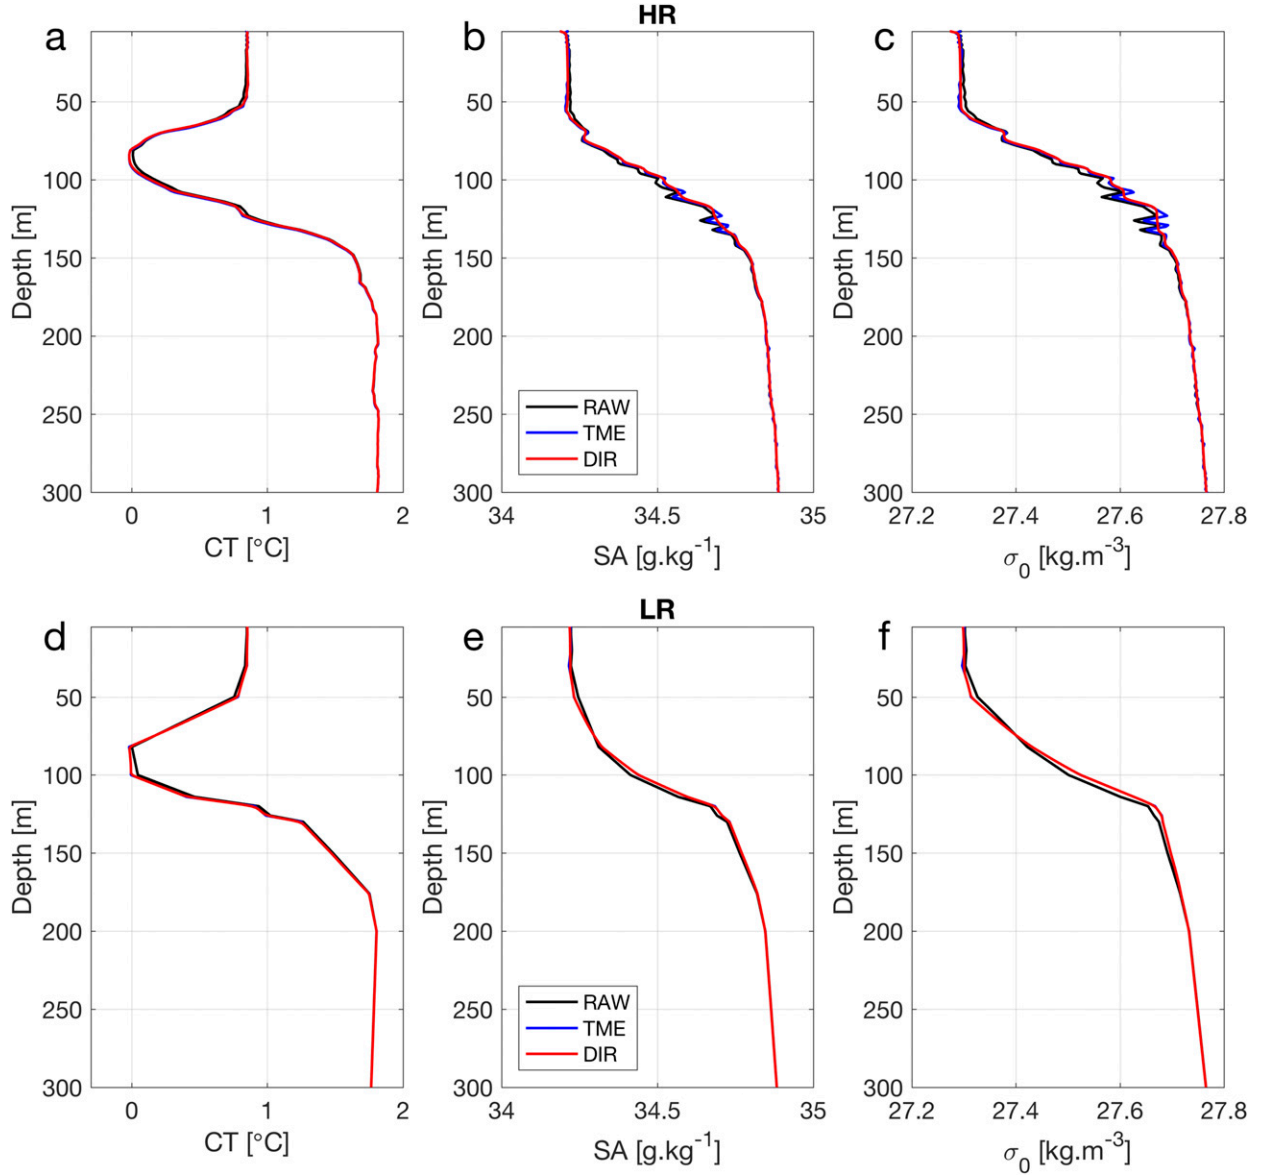 HR
a
50
100
150
200
250
300
0
1
2
Depth [m]
CT [°C]
b
50
100
150
200
250
300
34
34.5
35
Depth [m]
SA [g.kg⁻¹]
RAW
TME
DIR
c
50
100
150
200
250
300
27.2
27.4
27.6
27.8
Depth [m]
σ₀ [kg.m⁻³]
LR
d
50
100
150
200
250
300
0
1
2
Depth [m]
CT [°C]
e
50
100
150
200
250
300
34
34.5
35
Depth [m]
SA [g.kg⁻¹]
RAW
TME
DIR
f
50
100
150
200
250
300
27.2
27.4
27.6
27.8
Depth [m]
σ₀ [kg.m⁻³]